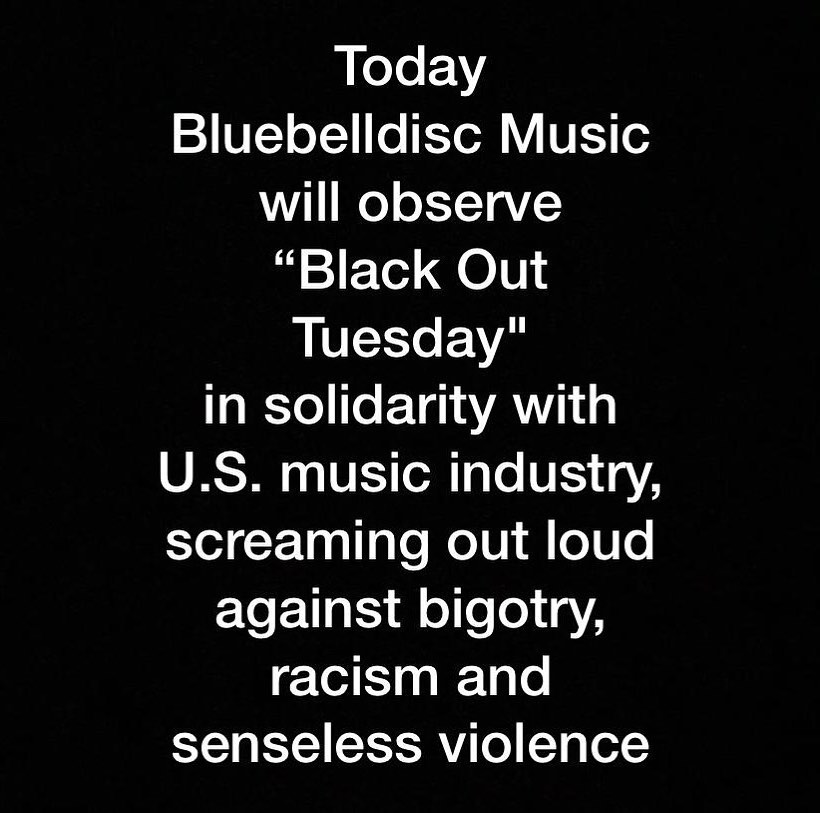 Today
Bluebelldisc Music
will observe
“Black Out
Tuesday"
in solidarity with
U.S. music industry,
screaming out loud
against bigotry,
racism and
senseless violence